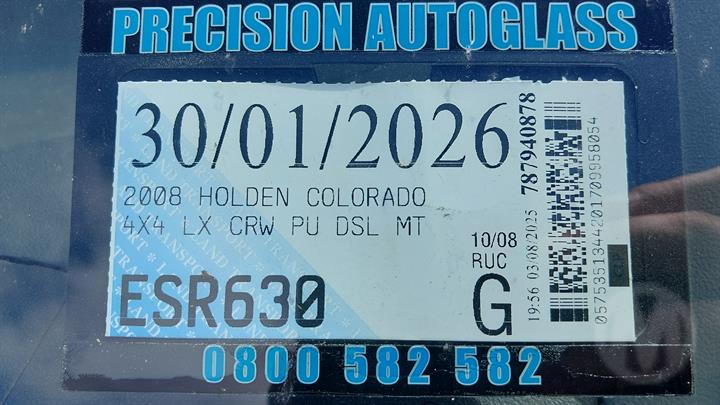 PRECISION AUTOGLASS
30/01/2026
2008 HOLDEN COLORADO
4X4 LX CRW PU DSL MT
10/08
RUC
ESR630
G
787940878
19:56 03/08/2025
0575351344201709958054
0800 582 582